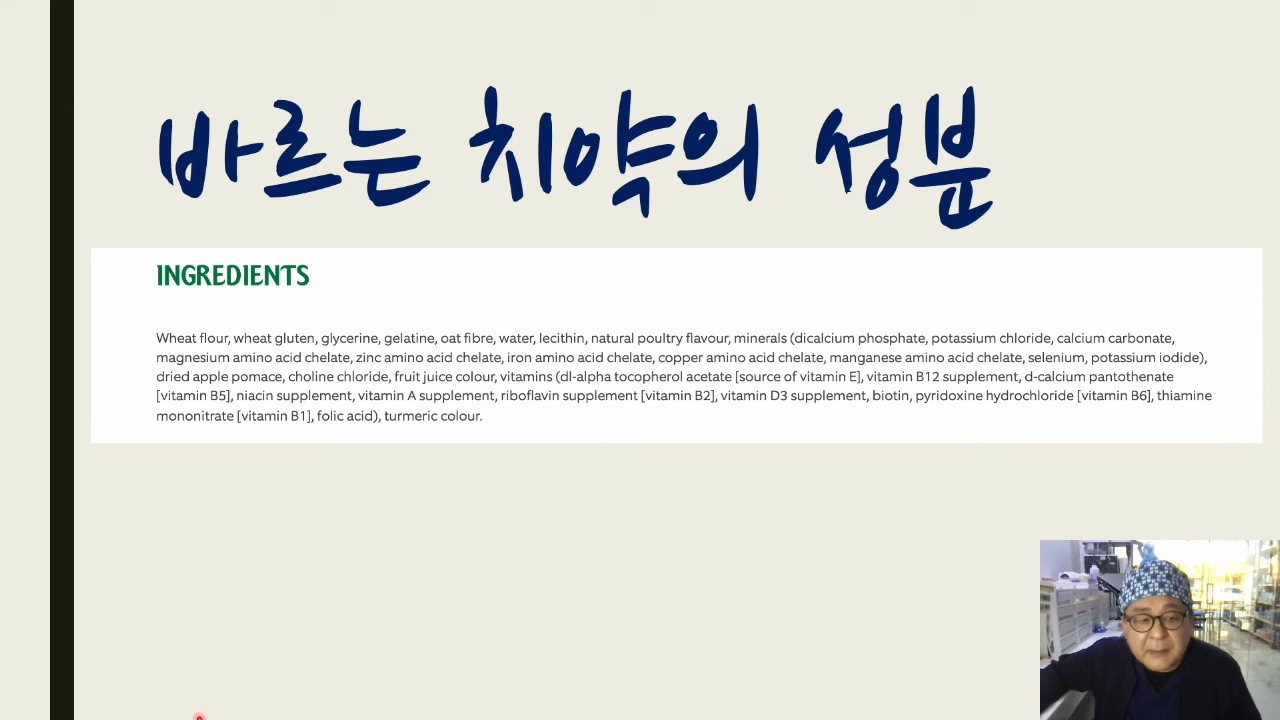 바르는 치약의 성분
INGREDIENTS
Wheat flour, wheat gluten, glycerine, gelatine, oat fibre, water, lecithin, natural poultry flavour, minerals (dicalcium phosphate, potassium chloride, calcium carbonate,
magnesium amino acid chelate, zinc amino acid chelate, iron amino acid chelate, copper amino acid chelate, manganese amino acid chelate, selenium, potassium iodide),
dried apple pomace, choline chloride, fruit juice colour, vitamins (dl-alpha tocopherol acetate [source of vitamin E], vitamin B12 supplement, d-calcium pantothenate
[vitamin B5], niacin supplement, vitamin A supplement, riboflavin supplement [vitamin B2], vitamin D3 supplement, biotin, pyridoxine hydrochloride [vitamin B6], thiamine
mononitrate [vitamin B1], folic acid), turmeric colour.